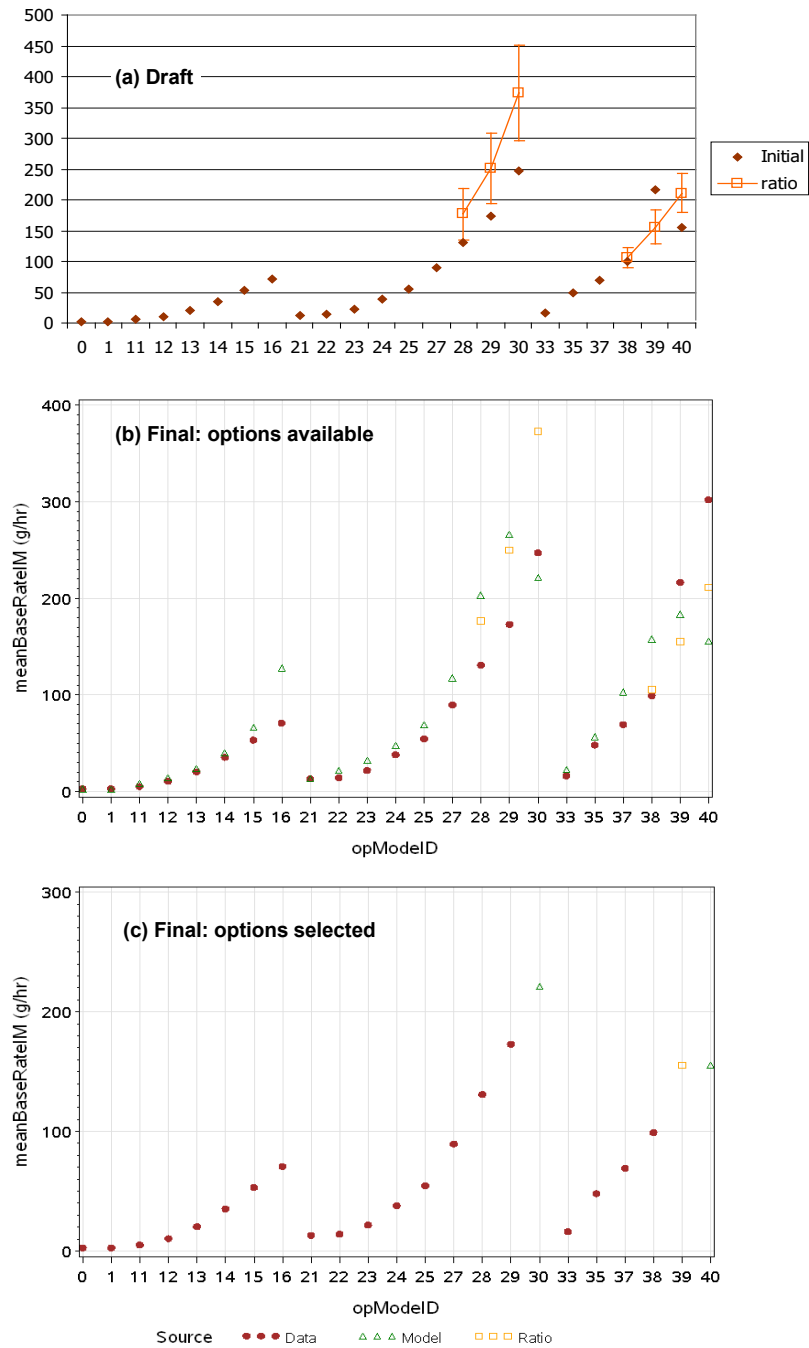 500
450
400
350
300
250
200
150
100
50
0
(a) Draft
0 1 11 12 13 14 15 16 21 22 23 24 25 27 28 29 30 33 35 37 38 39 40
Initial
ratio
(b) Final: options available
400
300
200
100
0
meanBaseRateIM (g/hr)
0 1 11 12 13 14 15 16 21 22 23 24 25 27 28 29 30 33 35 37 38 39 40
opModeID
(c) Final: options selected
300
200
100
0
meanBaseRateIM (g/hr)
0 1 11 12 13 14 15 16 21 22 23 24 25 27 28 29 30 33 35 37 38 39 40
opModeID
Source Data Model Ratio